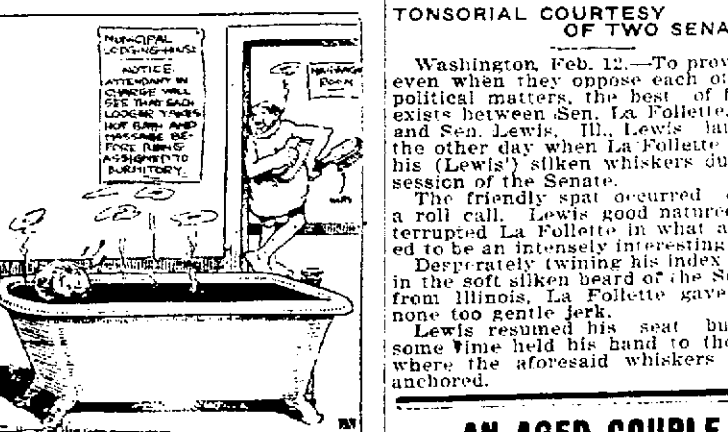 MUNICIPAL
LODGING-HOUSE
NOTICE
ATTENDANT IN
CHARGE WILL
SEE THAT EACH
LODGER TAKES
HOT BATH AND
MASSAGE BE-
FORE BEING
ASSIGNED TO
DORMITORY.
MASSAGE
ROOM
TONSORIAL COURTESY
OF TWO SENA
Washington, Feb. 12.—To prov
even when they oppose each o
political matters, the best of f
exists between Sen. La Follette,
and Sen. Lewis, Ill., Lewis
the other day when La Follette
his (Lewis') silken whiskers du
session of the Senate.
The friendly spat occurred
a roll call. Lewis good nature
terrupted La Follette in what a
ed to be an intensely interesting
Desperately twining his index
in the soft silken beard of the S
from Illinois, La Follette gave
none too gentle jerk.
Lewis resumed his seat bu
some time held his hand to the
where the aforesaid whiskers
anchored.
AN AGED COUPLE